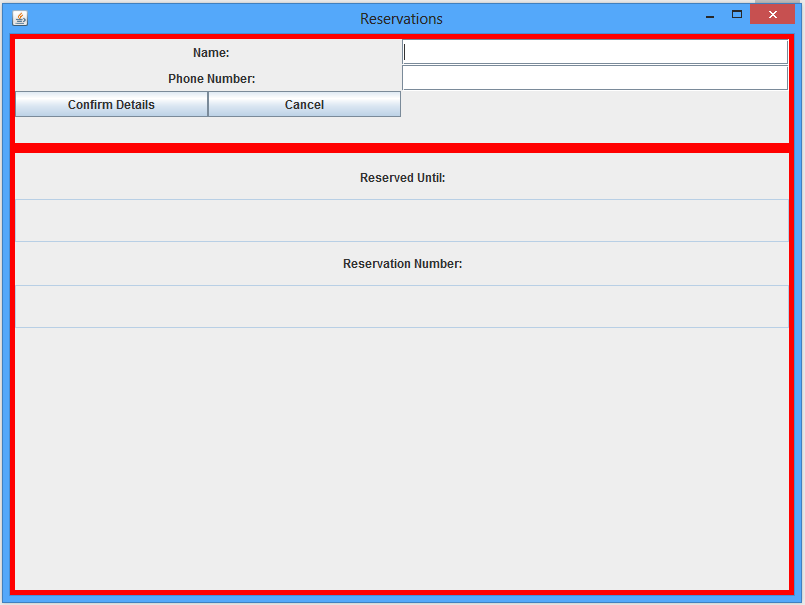 Reservations
Name:
Phone Number:
Confirm Details Cancel
Reserved Until:
Reservation Number: